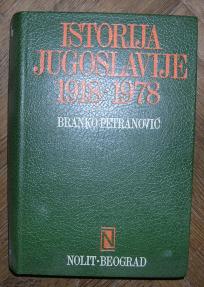 ISTORIJA
JUGOSLAVIJE
1918-1978
BRANKO PETRANOVIĆ
N
NOLIT·BEOGRAD